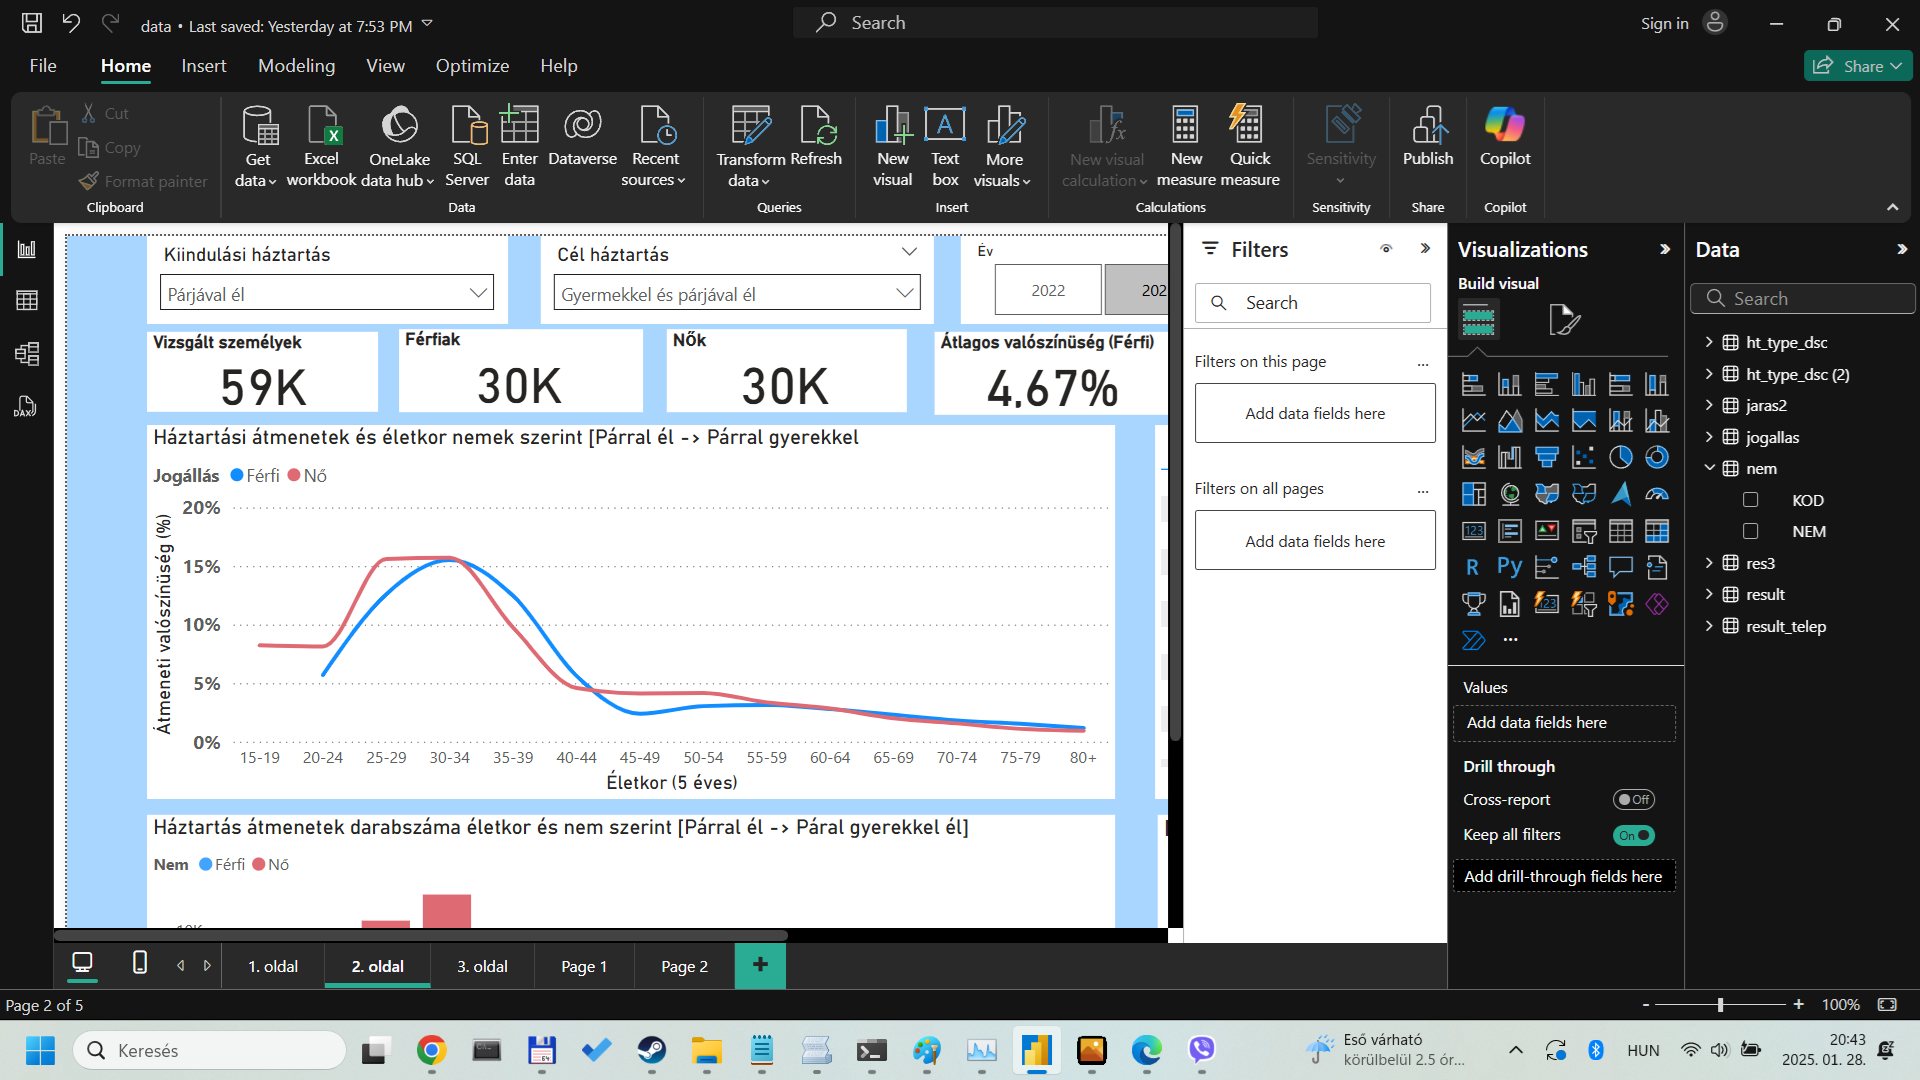 data • Last saved: Yesterday at 7:53 PM
Search
Sign in
File
Home
Insert
Modeling
View
Optimize
Help
Share
Paste
Cut
Copy
Format painter
Clipboard
Get data
Excel workbook
OneLake data hub
SQL Server
Enter data
Dataverse
Recent sources
Data
Transform data
Refresh
Queries
New visual
Text box
More visuals
Insert
New visual calculation
New measure
Quick measure
Calculations
Sensitivity
Sensitivity
Publish
Share
Copilot
Copilot
Kiindulási háztartás
Párjával él
Cél háztartás
Gyermekkel és párjával él
Év
2022
202
Vizsgált személyek
59K
Férfiak
30K
Nők
30K
Átlagos valószínüség (Férfi)
4,67%
Háztartási átmenetek és életkor nemek szerint [Párral él -> Párral gyerekkel
Jogállás Férfi Nő
Átmeneti valószínüség (%)
20%
15%
10%
5%
0%
15-19 20-24 25-29 30-34 35-39 40-44 45-49 50-54 55-59 60-64 65-69 70-74 75-79 80+
Életkor (5 éves)
Háztartás átmenetek darabszáma életkor és nem szerint [Párral él -> Páral gyerekkel él]
Nem Férfi Nő
Filters
Search
Filters on this page
...
Add data fields here
Filters on all pages
...
Add data fields here
Visualizations
Build visual
123
R
Py
123
...
Values
Add data fields here
Drill through
Cross-report
Off
Keep all filters
On
Add drill-through fields here
Data
Search
ht_type_dsc
ht_type_dsc (2)
jaras2
jogallas
nem
KOD
NEM
res3
result
result_telep
1. oldal
2. oldal
3. oldal
Page 1
Page 2
+
Page 2 of 5
- + 100%
Keresés
64
Eső várható
körülbelül 2.5 ór...
HUN
20:43
2025. 01. 28.